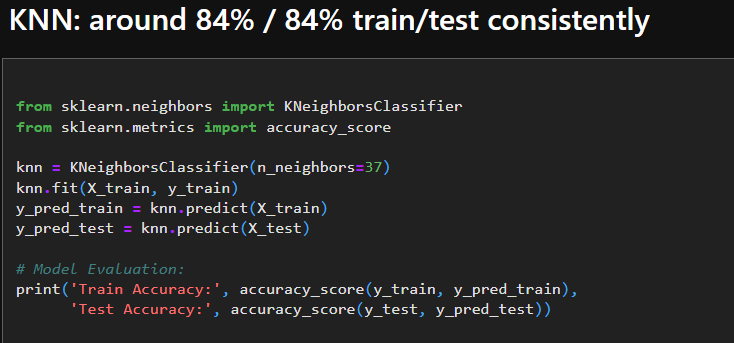 KNN: around 84% / 84% train/test consistently
from sklearn.neighbors import KNeighborsClassifier
from sklearn.metrics import accuracy_score
knn = KNeighborsClassifier(n_neighbors=37)
knn.fit(X_train, y_train)
y_pred_train = knn.predict(X_train)
y_pred_test = knn.predict(X_test)
# Model Evaluation:
print('Train Accuracy:', accuracy_score(y_train, y_pred_train),
      'Test Accuracy:', accuracy_score(y_test, y_pred_test))